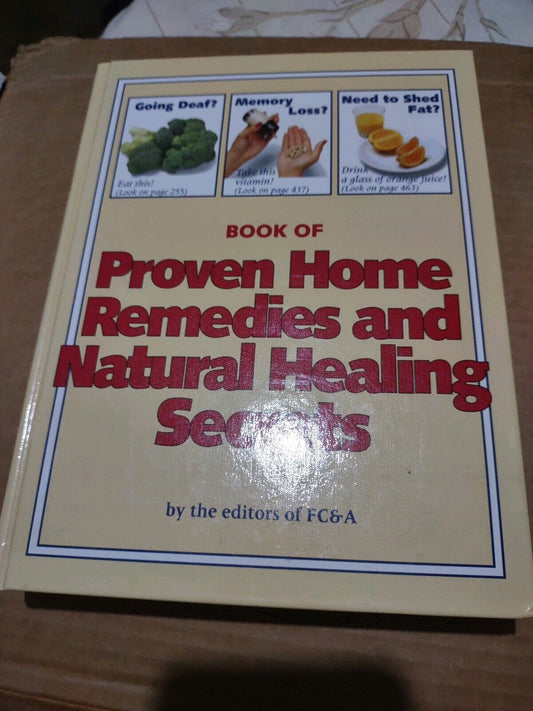 Going Deaf?
Eat this!
(Look on page 255)
Memory
Loss?
Take this
vitamin!
(Look on page 437)
Need to Shed
Fat?
Drink
a glass of orange juice!
(Look on page 463)
BOOK OF
Proven Home
Remedies and
Natural Healing
Secrets
by the editors of FC&A